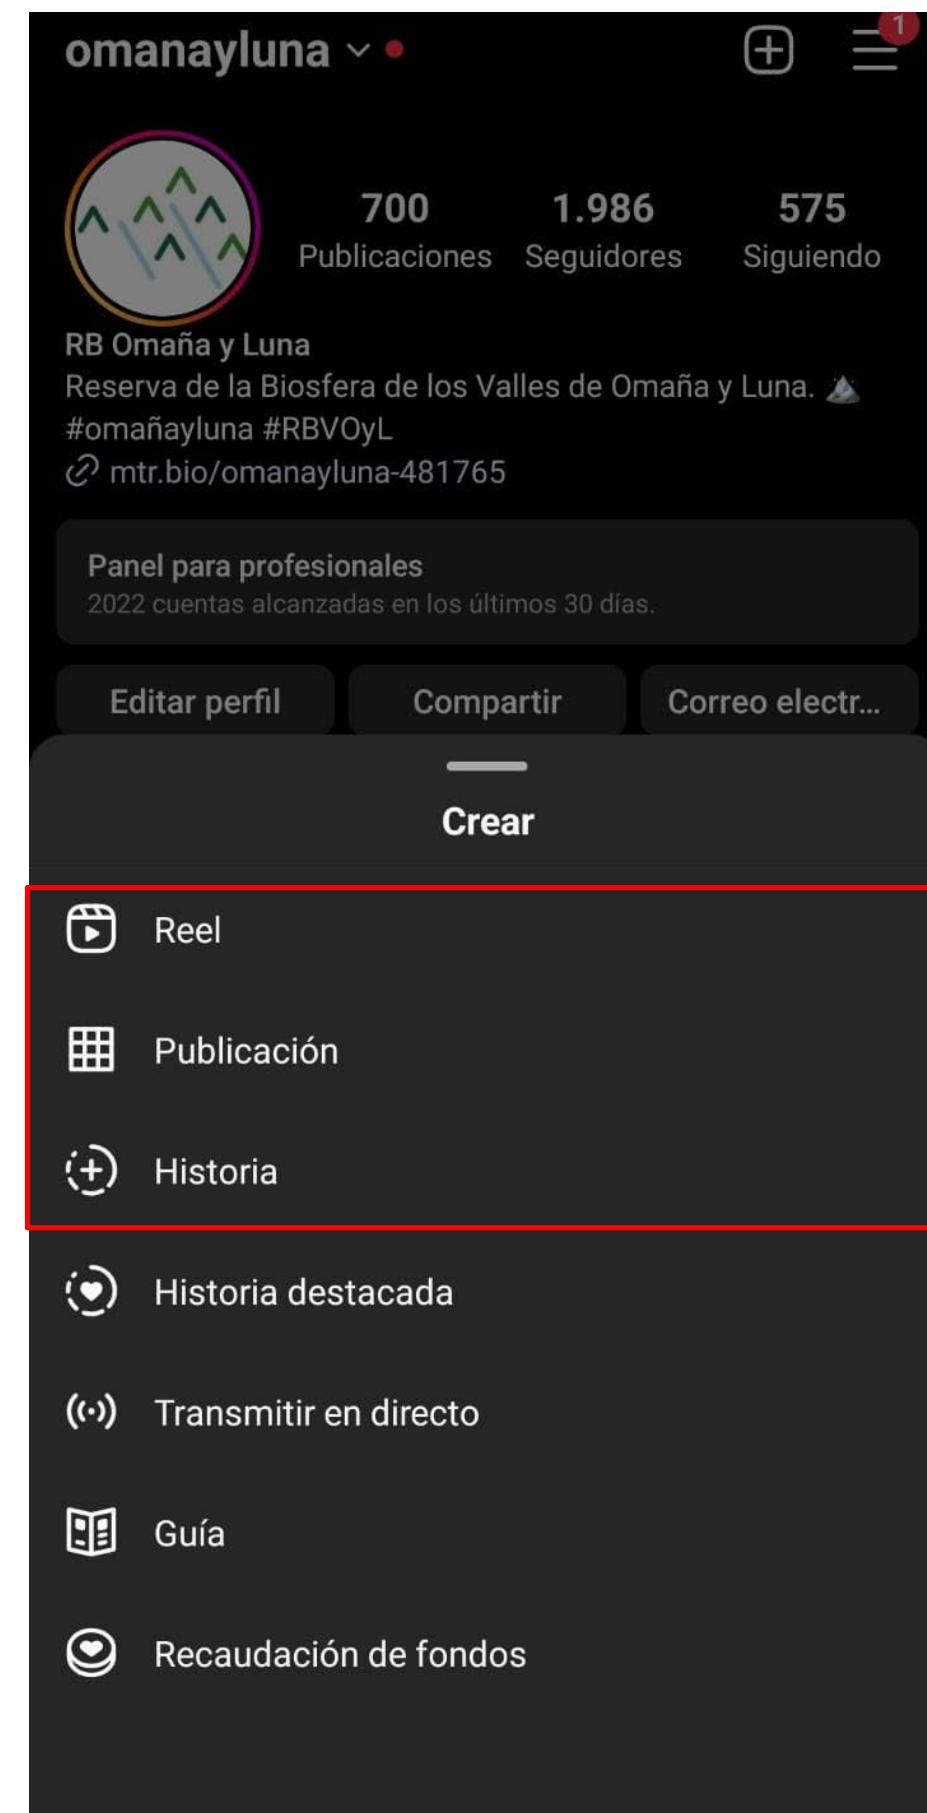 omanayluna
1
700 1.986 575
Publicaciones Seguidores Siguiendo
RB Omaña y Luna
Reserva de la Biosfera de los Valles de Omaña y Luna. 🏔️
#omañayluna #RBVOyL
mtr.bio/omanayluna-481765
Panel para profesionales
2022 cuentas alcanzadas en los últimos 30 días.
Editar perfil Compartir Correo electr...
Crear
Reel
Publicación
Historia
Historia destacada
Transmitir en directo
Guía
Recaudación de fondos